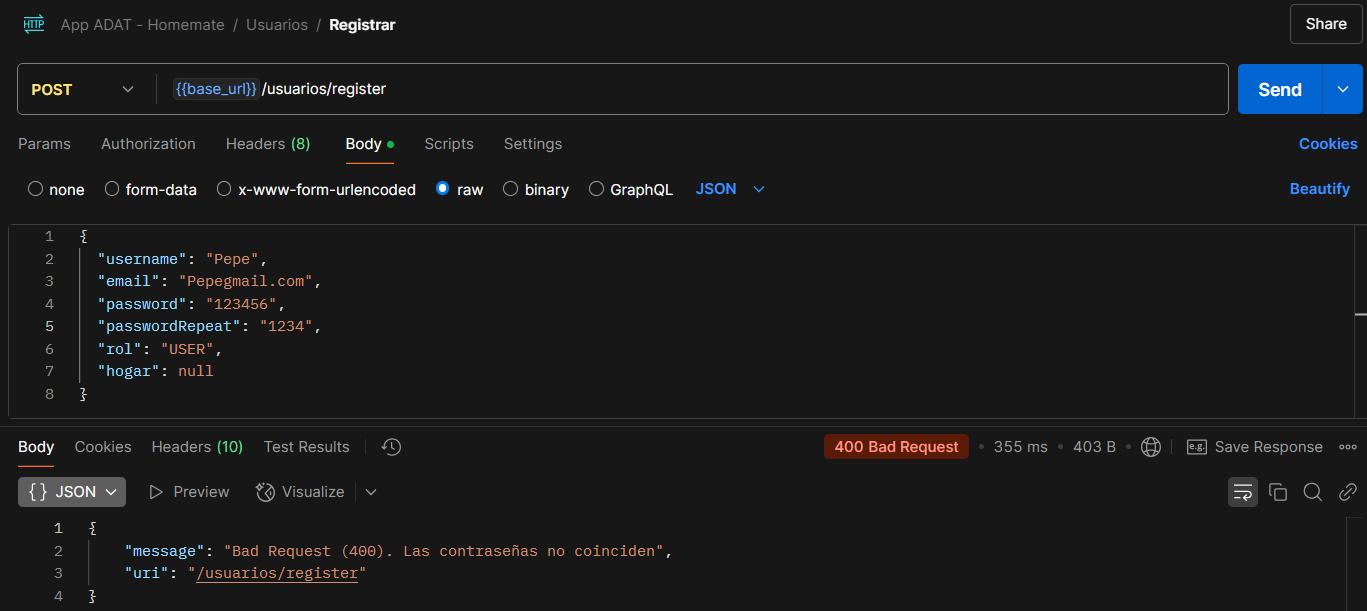 HTTP App ADAT - Homemate / Usuarios / Registrar Share
POST {{base_url}}/usuarios/register Send
Params Authorization Headers (8) Body Scripts Settings Cookies
none form-data x-www-form-urlencoded raw binary GraphQL JSON Beautify
1 {
2 "username": "Pepe",
3 "email": "Pepegmail.com",
4 "password": "123456",
5 "passwordRepeat": "1234",
6 "rol": "USER",
7 "hogar": null
8 }
Body Cookies Headers (10) Test Results 400 Bad Request • 355 ms • 403 B • e.g. Save Response
{} JSON Preview Visualize
1 {
2 "message": "Bad Request (400). Las contraseñas no coinciden",
3 "uri": "/usuarios/register"
4 }